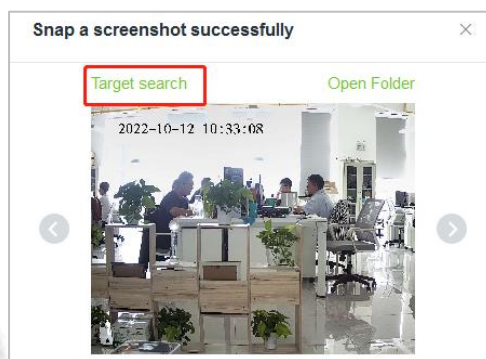 Snap a screenshot successfully
Target search
Open Folder
2022-10-12 10:33:08